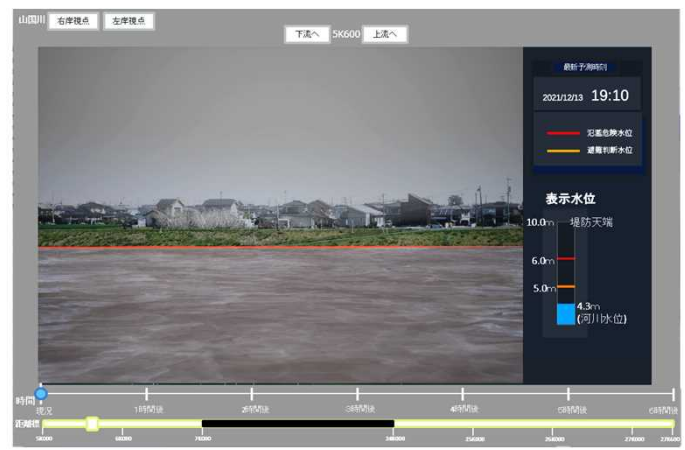 山国川 右岸視点 左岸視点
下流へ 5K600 上流へ
最新予測時刻
2021/12/13 19:10
氾濫危険水位
避難判断水位
表示水位
10.0m 堤防天端
6.0m
5.0m
4.3m
(河川水位)
時間
現況 1時間後 2時間後 3時間後 4時間後 5時間後 6時間後
距離標